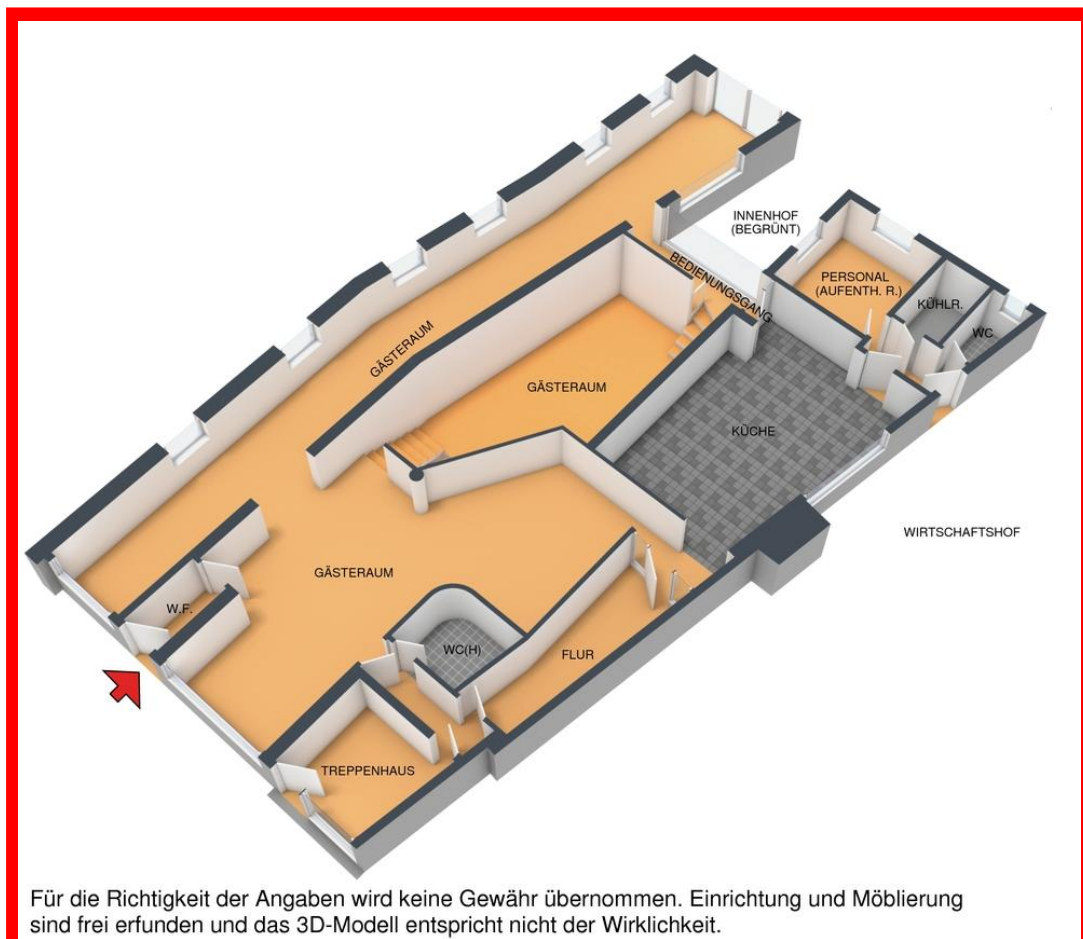 INNENHOF
(BEGRÜNT)
BEDIENUNGSGANG
PERSONAL
(AUFENTH. R.)
KÜHLR.
WC
GÄSTERAUM
GÄSTERAUM
KÜCHE
WIRTSCHAFTSHOF
GÄSTERAUM
W.F.
WC(H)
FLUR
TREPPENHAUS
Für die Richtigkeit der Angaben wird keine Gewähr übernommen. Einrichtung und Möblierung
sind frei erfunden und das 3D-Modell entspricht nicht der Wirklichkeit.